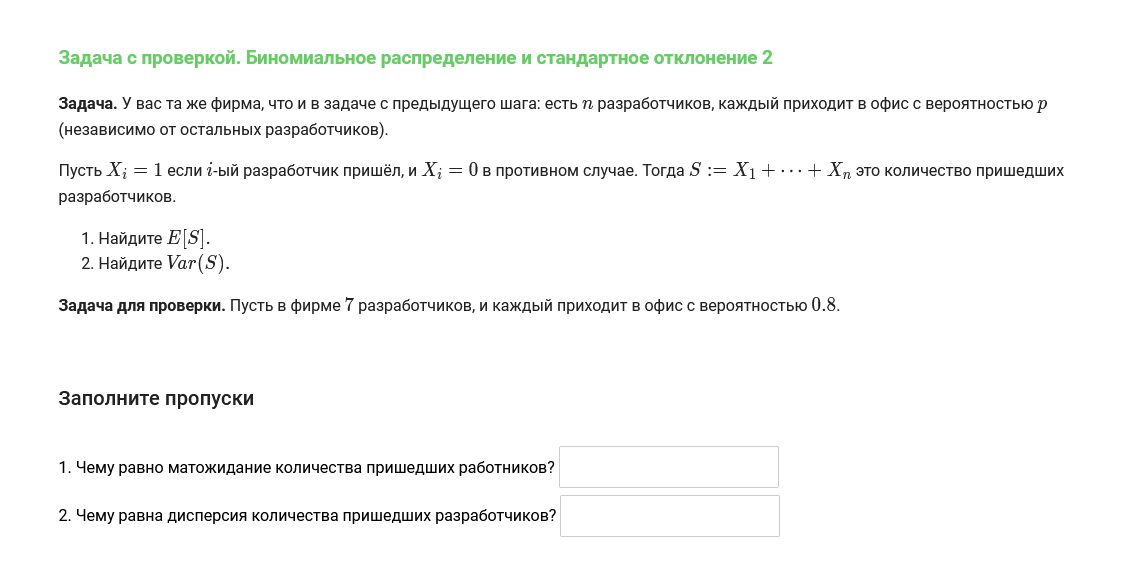 Задача с проверкой. Биномиальное распределение и стандартное отклонение 2
Задача. У вас та же фирма, что и в задаче с предыдущего шага: есть n разработчиков, каждый приходит в офис с вероятностью p
(независимо от остальных разработчиков).
Пусть X_i = 1 если i-ый разработчик пришёл, и X_i = 0 в противном случае. Тогда S := X_1 + ⋯ + X_n это количество пришедших
разработчиков.
1. Найдите E[S].
2. Найдите Var(S).
Задача для проверки. Пусть в фирме 7 разработчиков, и каждый приходит в офис с вероятностью 0.8.
Заполните пропуски
1. Чему равно матожидание количества пришедших работников?
2. Чему равна дисперсия количества пришедших разработчиков?